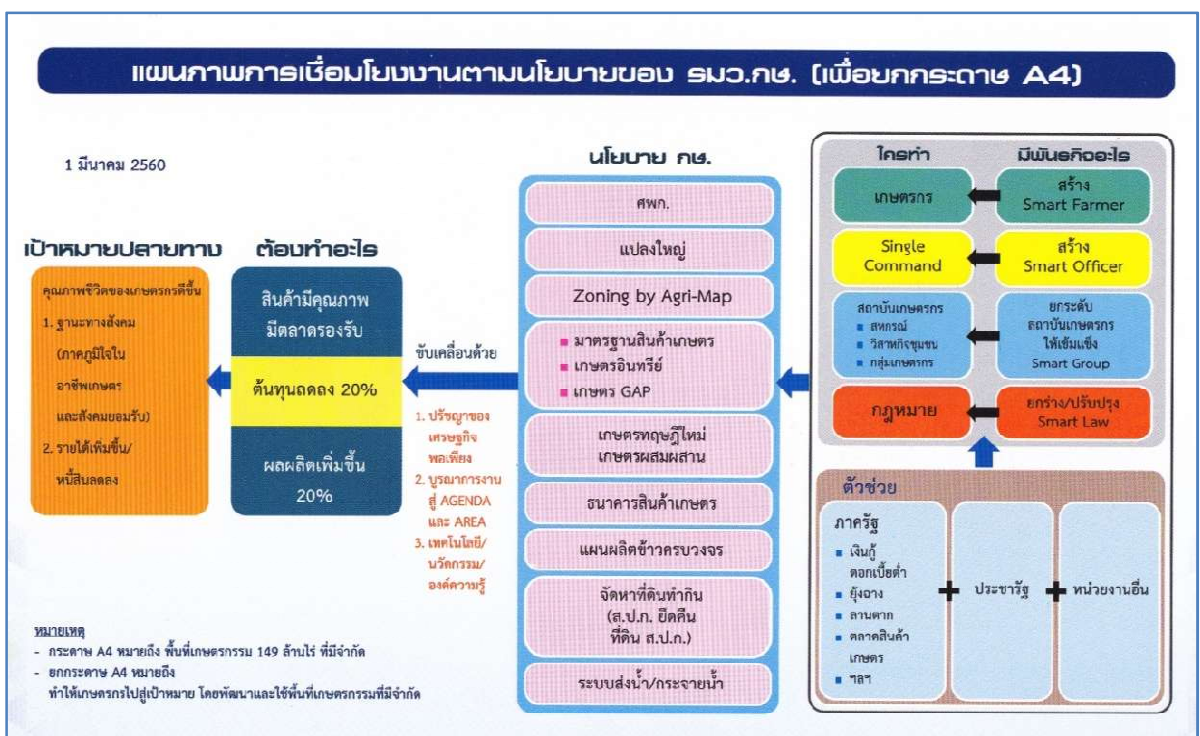 แผนภาพการเชื่อมโยงงานตามนโยบายของ รมว.กษ. (เพื่อยกกระดาษ A4)
1 มีนาคม 2560
เป้าหมายปลายทาง
คุณภาพชีวิตของเกษตรกรดีขึ้น
1. ฐานะทางสังคม
(ภาคภูมิใจใน
อาชีพเกษตร
และสังคมยอมรับ)
2. รายได้เพิ่มขึ้น/
หนี้สินลดลง
ต้องทำอะไร
สินค้ามีคุณภาพ
มีตลาดรองรับ
ต้นทุนลดลง 20%
ผลผลิตเพิ่มขึ้น
20%
ขับเคลื่อนด้วย
1. ปรัชญาของ
เศรษฐกิจ
พอเพียง
2. บูรณาการงาน
สู่ AGENDA
และ AREA
3. เทคโนโลยี/
นวัตกรรม/
องค์ความรู้
นโยบาย กษ.
ศพก.
แปลงใหญ่
Zoning by Agri-Map
มาตรฐานสินค้าเกษตร
เกษตรอินทรีย์
เกษตร GAP
เกษตรทฤษฎีใหม่
เกษตรผสมผสาน
ธนาคารสินค้าเกษตร
แผนผลิตข้าวครบวงจร
จัดหาที่ดินทำกิน
(ส.ป.ก. ยึดคืน
ที่ดิน ส.ป.ก.)
ระบบส่งน้ำ/กระจายน้ำ
ใครทำ
มีพันธกิจอะไร
เกษตรกร
สร้าง
Smart Farmer
Single
Command
สร้าง
Smart Officer
สถาบันเกษตรกร
สหกรณ์
วิสาหกิจชุมชน
กลุ่มเกษตรกร
ยกระดับ
สถาบันเกษตรกร
ให้เข้มแข็ง
Smart Group
กฎหมาย
ยกร่าง/ปรับปรุง
Smart Law
ตัวช่วย
ภาครัฐ
เงินกู้
ดอกเบี้ยต่ำ
ยุ้งฉาง
ลานตาก
ตลาดสินค้า
เกษตร
ฯลฯ
ประชารัฐ
หน่วยงานอื่น
หมายเหตุ
- กระดาษ A4 หมายถึง พื้นที่เกษตรกรรม 149 ล้านไร่ ที่มีจำกัด
- ยกกระดาษ A4 หมายถึง
ทำให้เกษตรกรไปสู่เป้าหมาย โดยพัฒนาและใช้พื้นที่เกษตรกรรมที่มีจำกัด